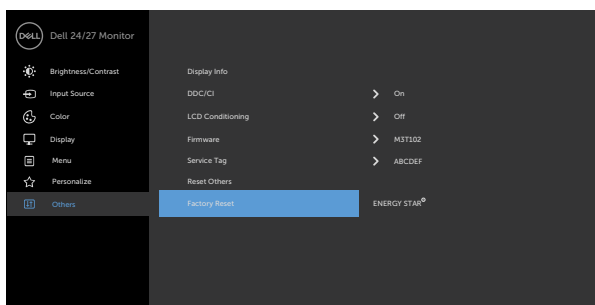 DELL Dell 24/27 Monitor
Brightness/Contrast Display Info
Input Source DDC/CI On
Color LCD Conditioning Off
Display Firmware M3T102
Menu Service Tag ABCDEF
Personalize Reset Others
Others Factory Reset ENERGY STAR®